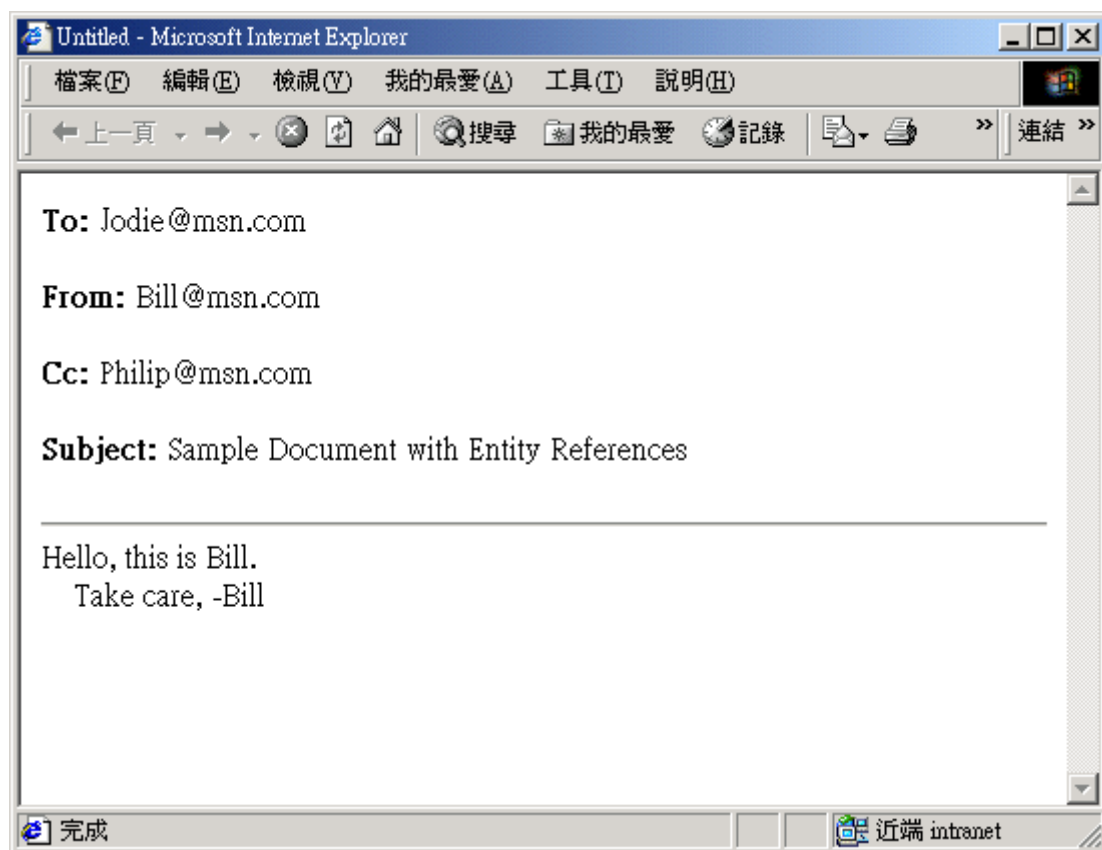 Untitled - Microsoft Internet Explorer
檔案(F) 編輯(E) 檢視(V) 我的最愛(A) 工具(T) 說明(H)
上一頁 搜尋 我的最愛 記錄 » 連結 »
To: Jodie@msn.com
From: Bill@msn.com
Cc: Philip@msn.com
Subject: Sample Document with Entity References
Hello, this is Bill.
Take care, -Bill
完成 近端 intranet